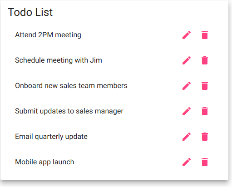 Todo List
Attend 2PM meeting
Schedule meeting with Jim
Onboard new sales team members
Submit updates to sales manager
Email quarterly update
Mobile app launch